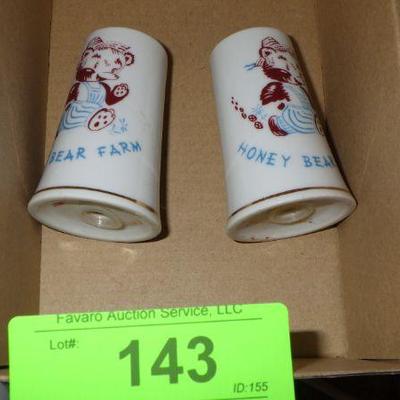 BEAR FARM
HONEY BEA
Favaro Auction Service, LLC
Lot#:
143
ID:155